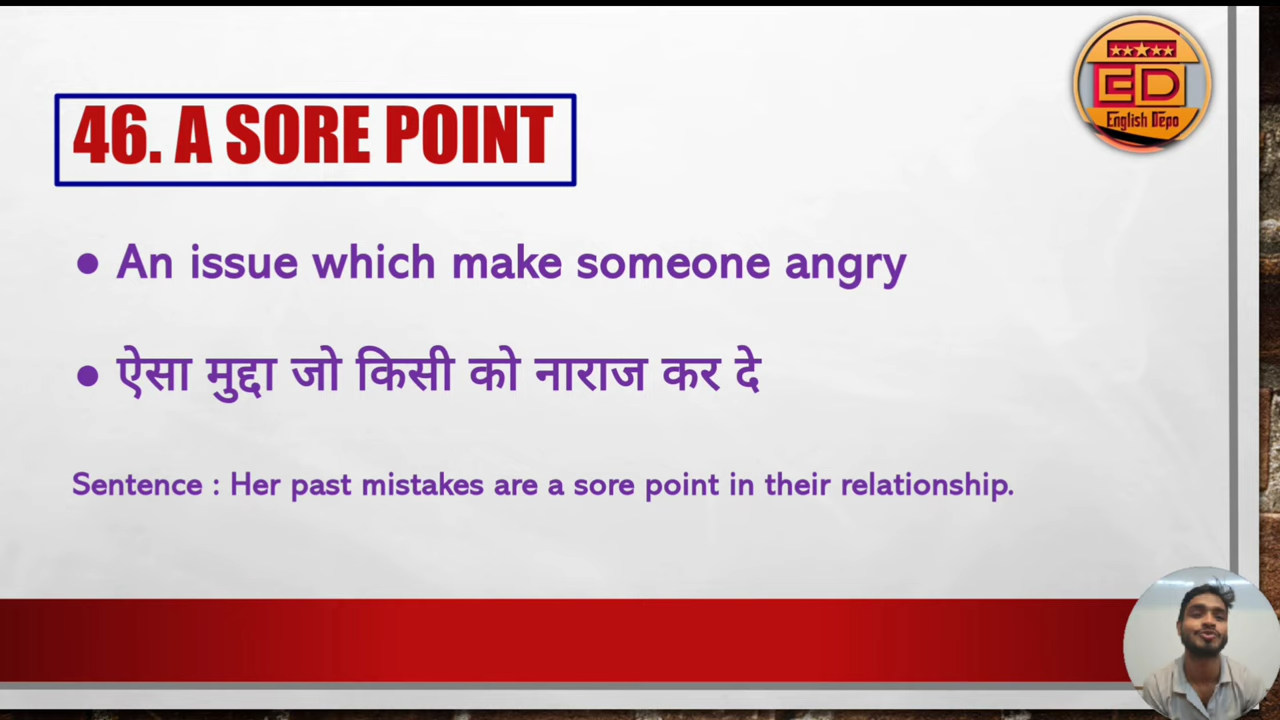 46. A SORE POINT
ED
English Depo
• An issue which make someone angry
• ऐसा मुद्दा जो किसी को नाराज कर दे
Sentence : Her past mistakes are a sore point in their relationship.